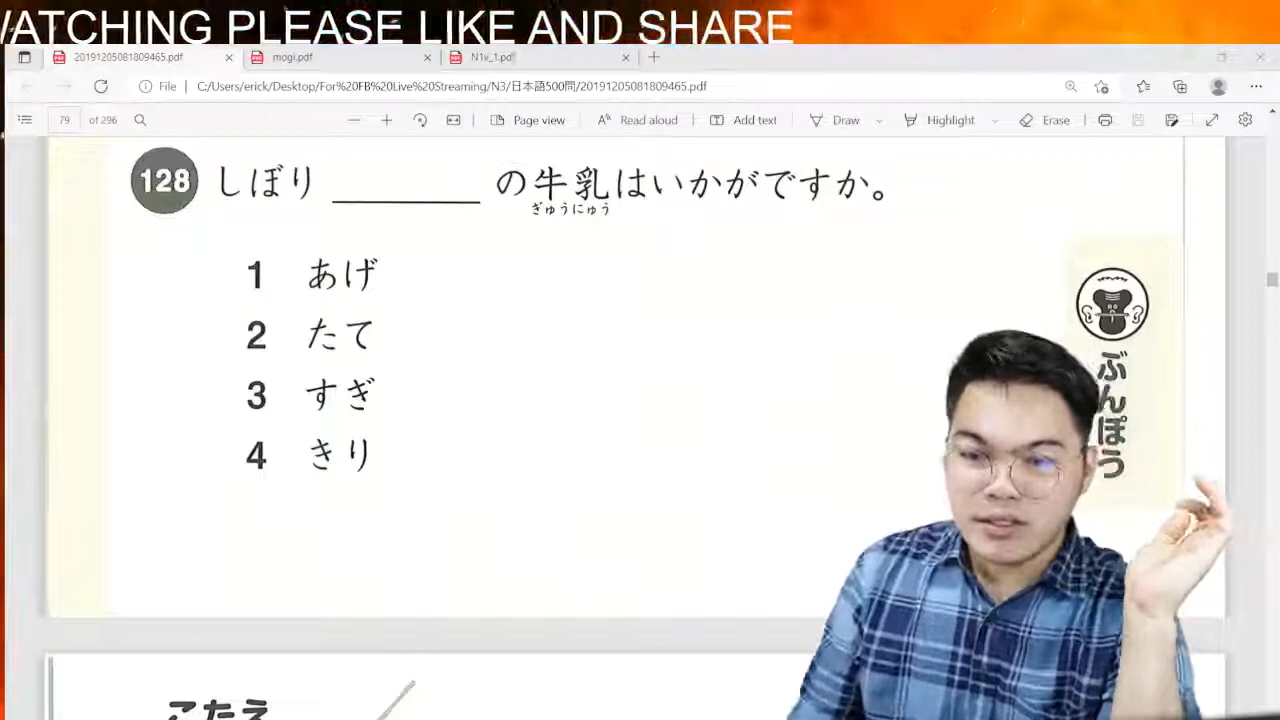 WATCHING PLEASE LIKE AND SHARE
20191205081809465.pdf
mogi.pdf
N1v_1.pdf
File
C:/Users/erick/Desktop/For%20FB%20Live%20Streaming/N3/日本語500問/20191205081809465.pdf
79 of 296
Page view
Read aloud
Add text
Draw
Highlight
Erase
128 しぼり ________ の牛乳はいかがですか。
ぎゅうにゅう
1 あげ
2 たて
3 すぎ
4 きり
ぶんぽう
こたえ